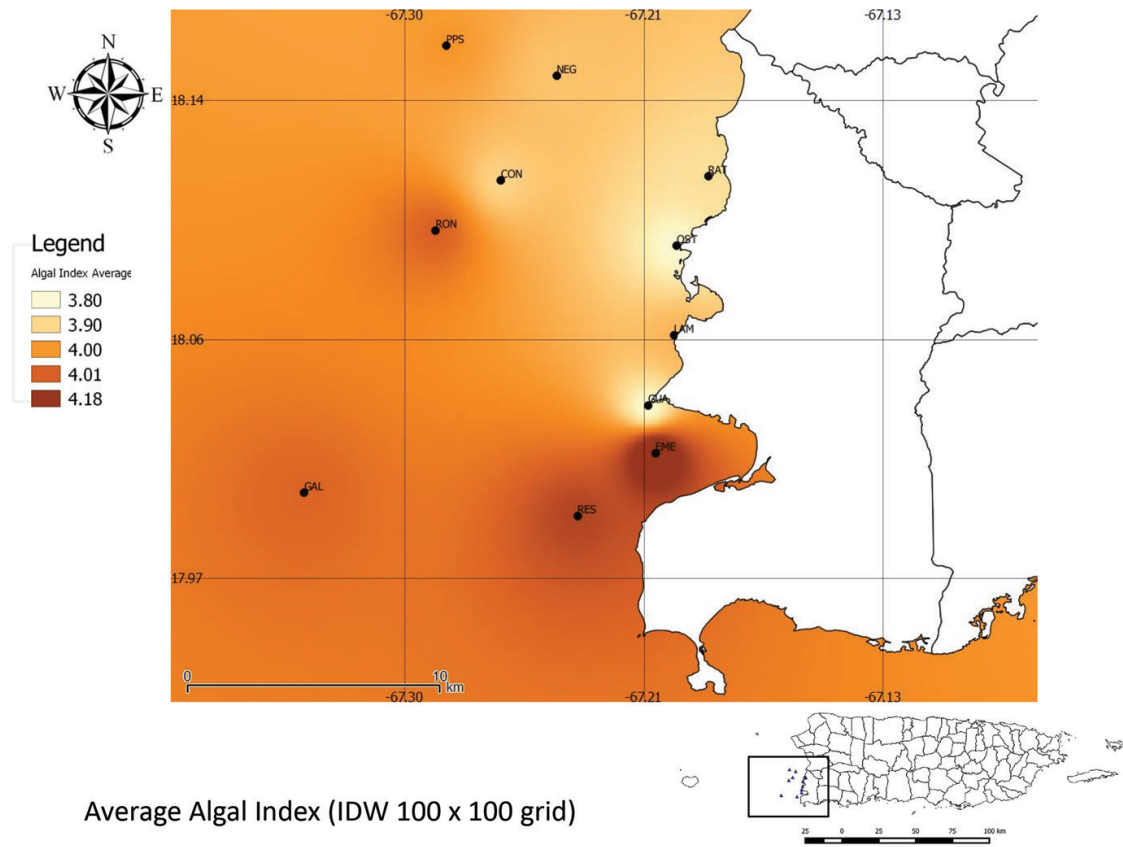 -67.30 -67.21 -67.13
N
W E
S
PPS
NEG
18.14
CON
RAT
RON
OST
Legend
Algal Index Average
3.80
3.90
4.00
4.01
4.18
LAM
18.06
GUA
EME
GAL
RES
17.97
0 10
km
-67.30 -67.21 -67.13
Average Algal Index (IDW 100 x 100 grid)
25 0 25 50 75 100 km